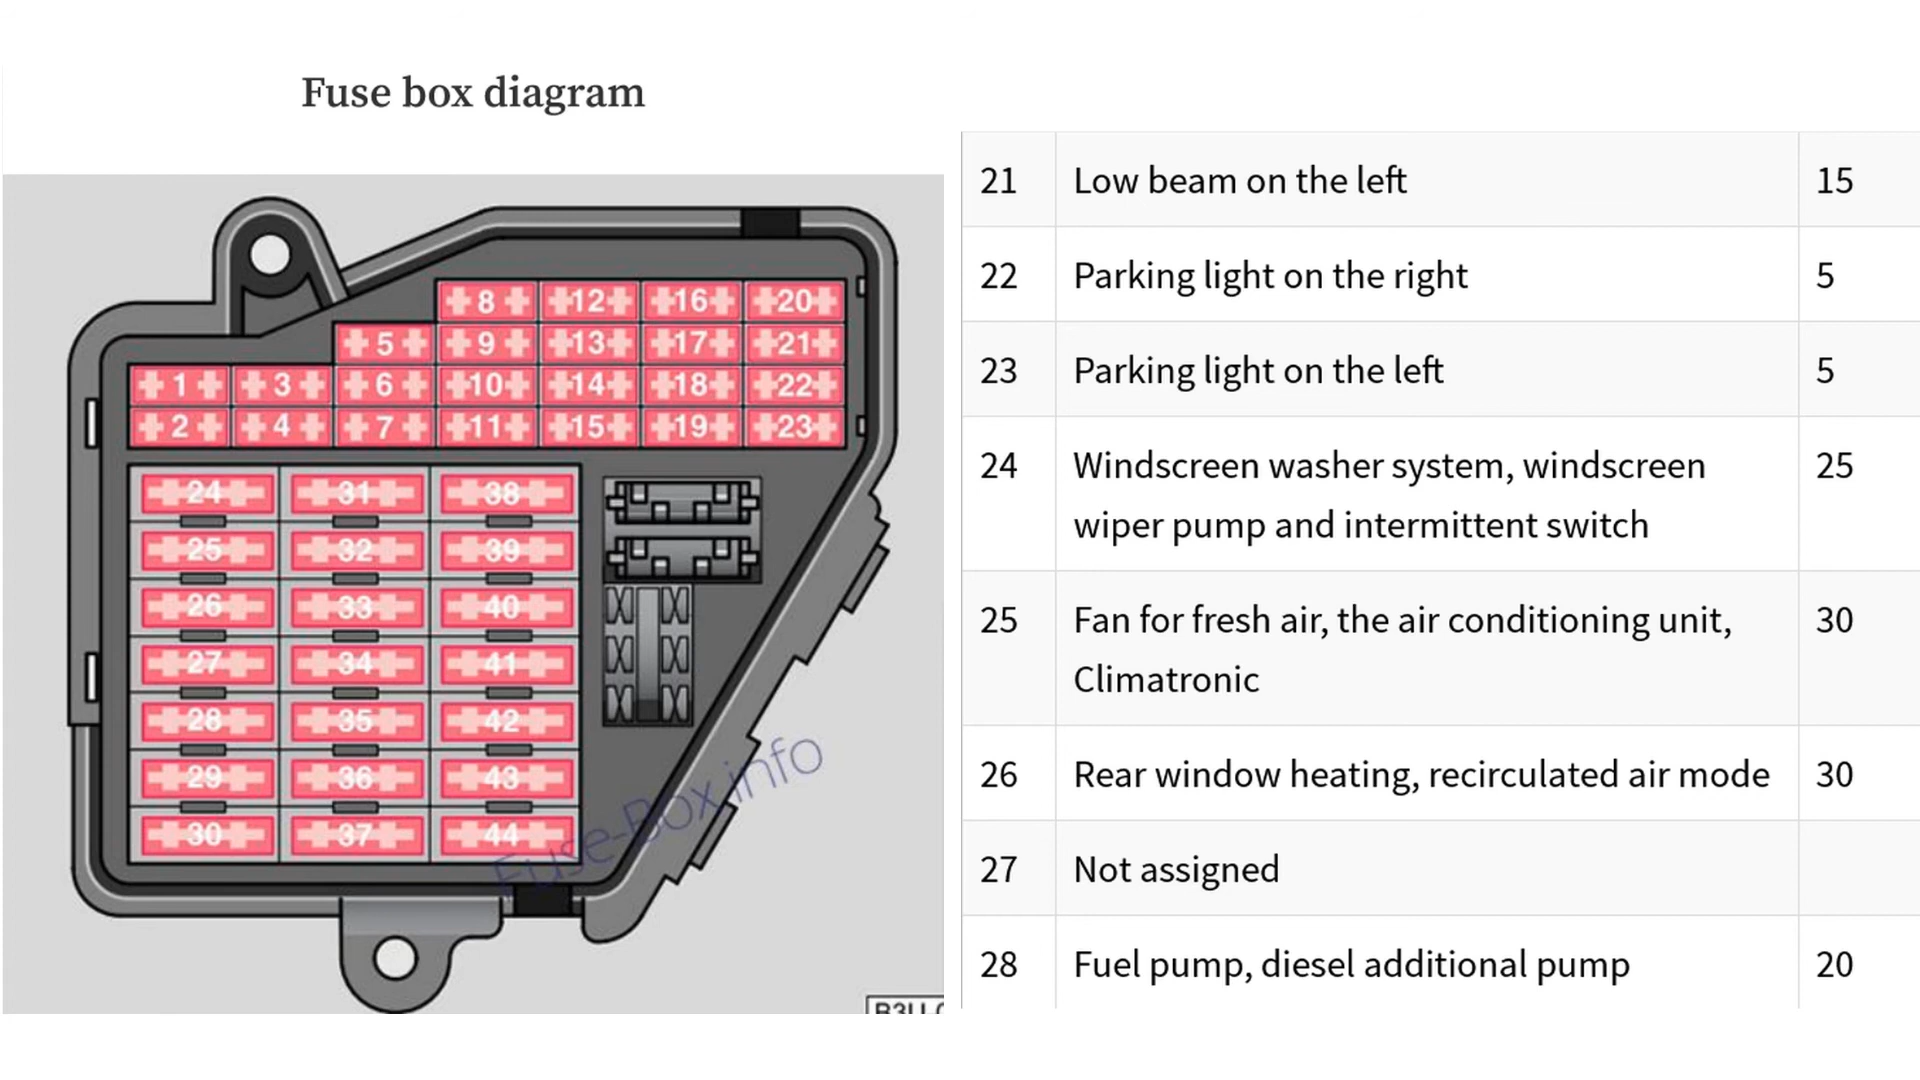 Fuse box diagram
8 12 16 20
5 9 13 17 21
1 3 6 10 14 18 22
2 4 7 11 15 19 23
24 31 38
25 32 39
26 33 40
27 34 41
28 35 42
29 36 43
30 37 44
Fuse-Box.info
21 Low beam on the left 15
22 Parking light on the right 5
23 Parking light on the left 5
24 Windscreen washer system, windscreen 25
wiper pump and intermittent switch
25 Fan for fresh air, the air conditioning unit, 30
Climatronic
26 Rear window heating, recirculated air mode 30
27 Not assigned
28 Fuel pump, diesel additional pump 20